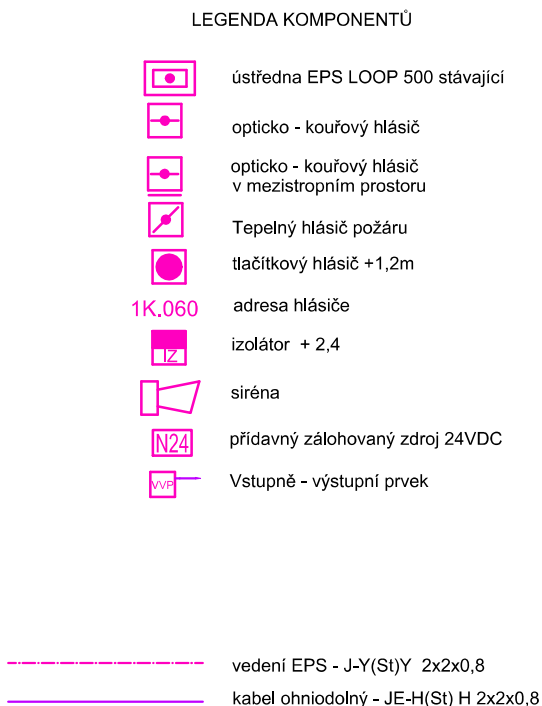 LEGENDA KOMPONENTŮ
ústředna EPS LOOP 500 stávající
opticko - kouřový hlásič
opticko - kouřový hlásič
v mezistropním prostoru
Tepelný hlásič požáru
tlačítkový hlásič +1,2m
1K.060 adresa hlásiče
IZ izolátor + 2,4
siréna
N24 přídavný zálohovaný zdroj 24VDC
VVP Vstupně - výstupní prvek
vedení EPS - J-Y(St)Y 2x2x0,8
kabel ohniodolný - JE-H(St) H 2x2x0,8